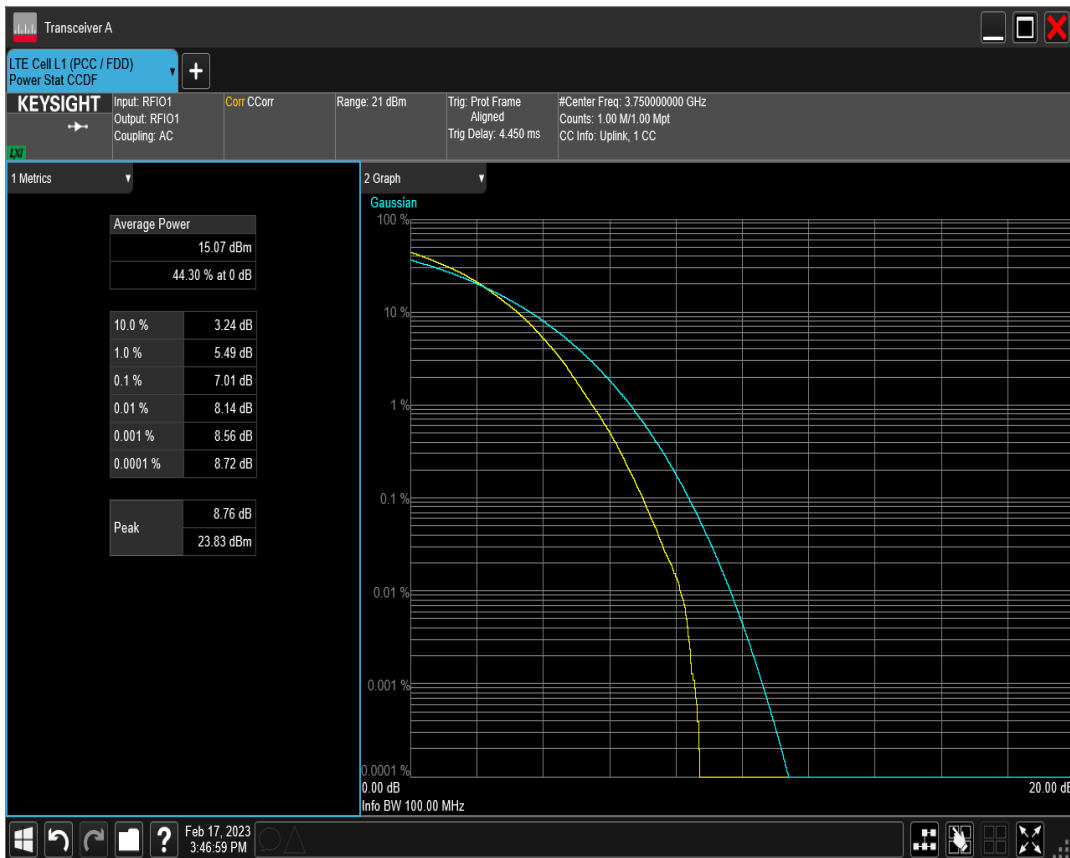 Transceiver A
LTE Cell L1 (PCC / FDD)
Power Stat CCDF
KEYSIGHT
LXI
Input: RFIO1
Output: RFIO1
Coupling: AC
Corr CCorr
Range: 21 dBm
Trig: Prot Frame
Aligned
Trig Delay: 4.450 ms
#Center Freq: 3.750000000 GHz
Counts: 1.00 M/1.00 Mpt
CC Info: Uplink, 1 CC
1 Metrics
Average Power
15.07 dBm
44.30 % at 0 dB
10.0 % 3.24 dB
1.0 % 5.49 dB
0.1 % 7.01 dB
0.01 % 8.14 dB
0.001 % 8.56 dB
0.0001 % 8.72 dB
Peak
8.76 dB
23.83 dBm
2 Graph
Gaussian
100 %
10 %
1 %
0.1 %
0.01 %
0.001 %
0.0001 %
0.00 dB
20.00 dB
Info BW 100.00 MHz
Feb 17, 2023
3:46:59 PM